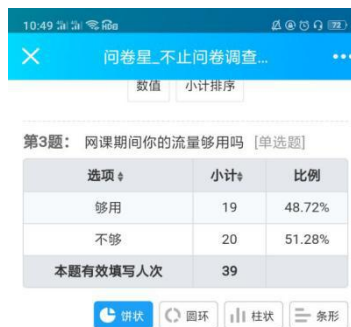 10:49
72
问卷星_不止问卷调查...
数值 小计排序
第3题： 网课期间你的流量够用吗 [单选题]
选项 小计 比例
够用 19 48.72%
不够 20 51.28%
本题有效填写人次 39
饼状 圆环 柱状 条形